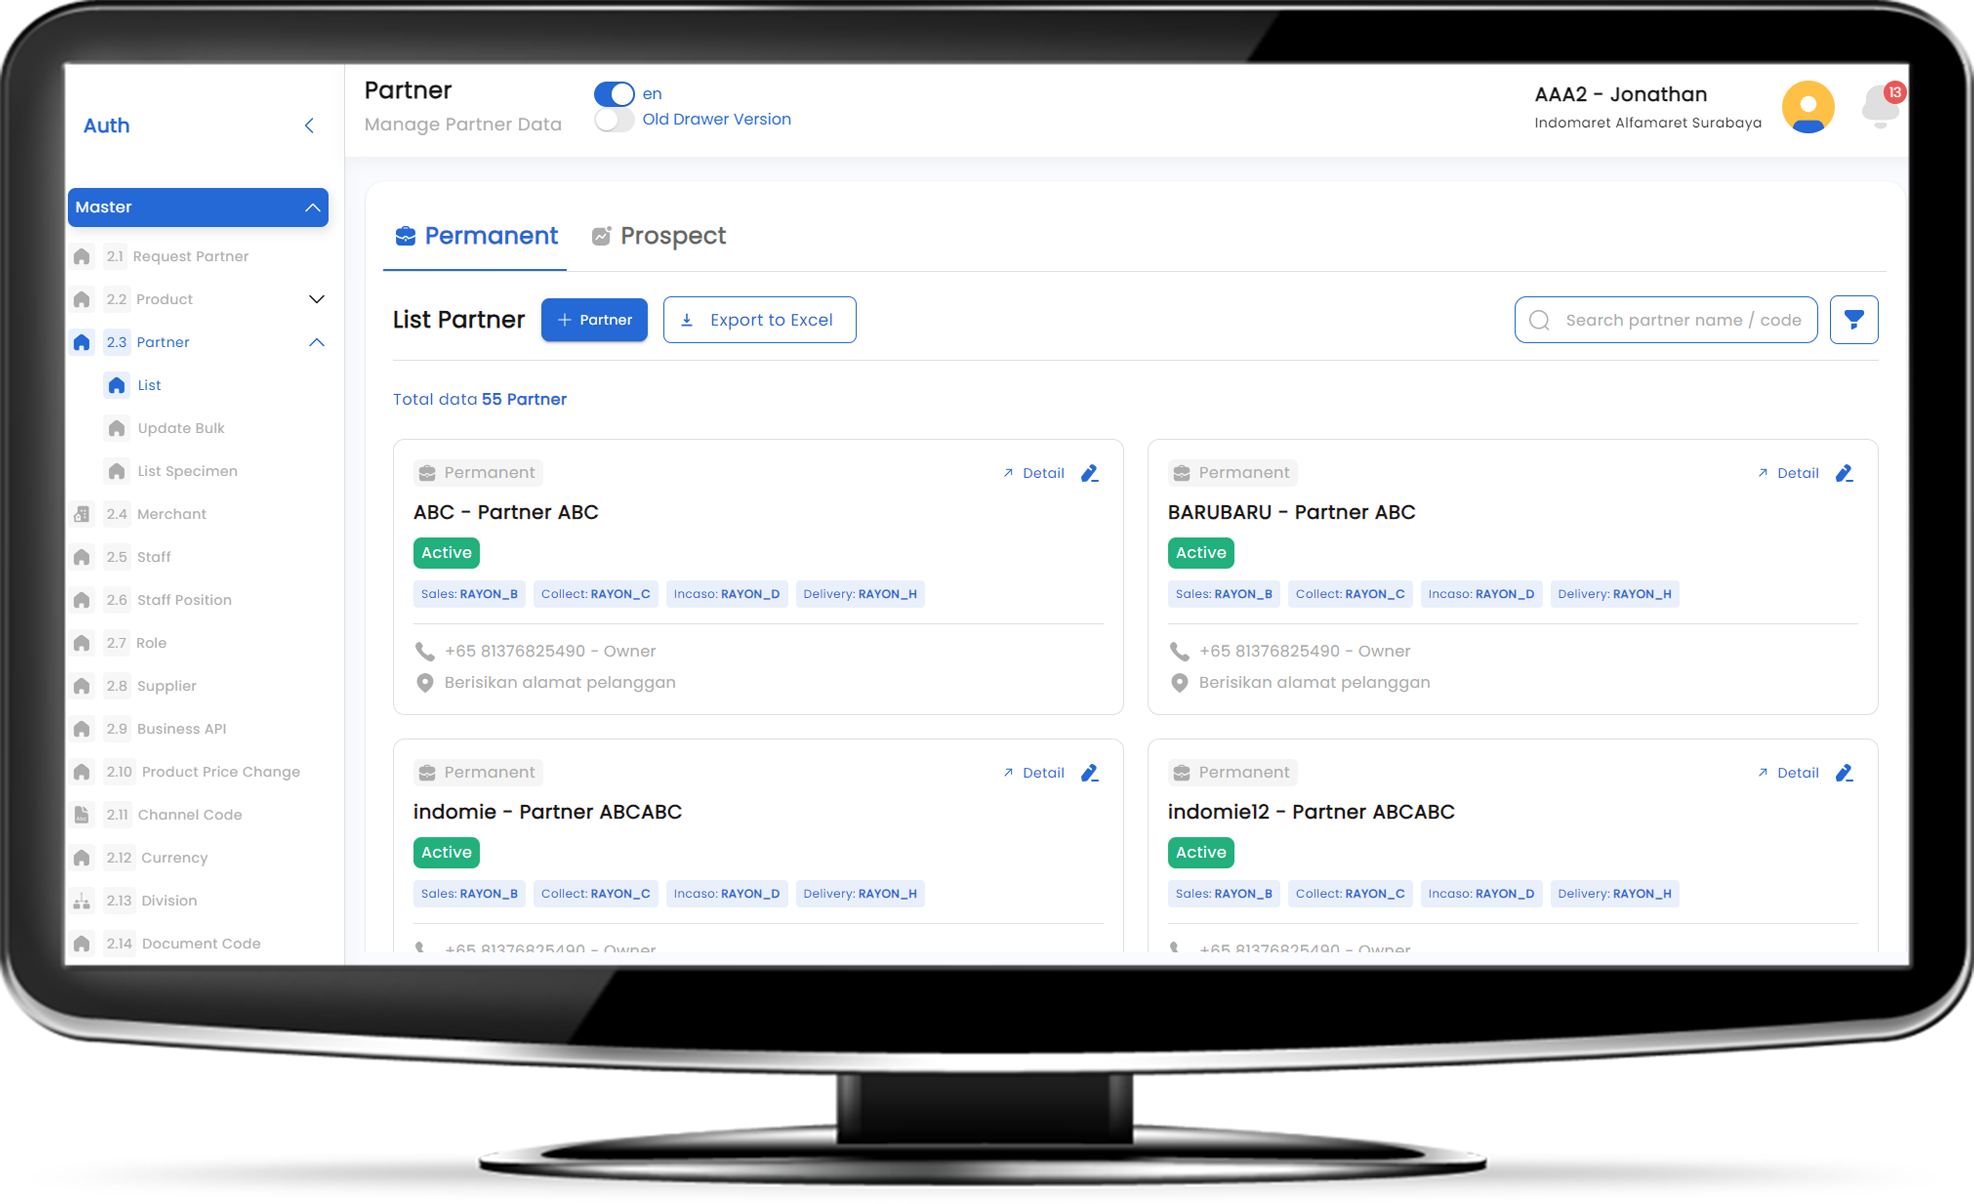 Auth
Master
2.1 Request Partner
2.2 Product
2.3 Partner
List
Update Bulk
List Specimen
2.4 Merchant
2.5 Staff
2.6 Staff Position
2.7 Role
2.8 Supplier
2.9 Business API
2.10 Product Price Change
2.11 Channel Code
2.12 Currency
2.13 Division
2.14 Document Code
Partner
Manage Partner Data
en
Old Drawer Version
AAA2 - Jonathan
Indomaret Alfamaret Surabaya
13
Permanent
Prospect
List Partner
+ Partner
Export to Excel
Search partner name / code
Total data 55 Partner
Permanent
Detail
ABC - Partner ABC
Active
Sales: RAYON_B Collect: RAYON_C Incaso: RAYON_D Delivery: RAYON_H
+65 81376825490 - Owner
Berisikan alamat pelanggan
Permanent
Detail
BARUBARU - Partner ABC
Active
Sales: RAYON_B Collect: RAYON_C Incaso: RAYON_D Delivery: RAYON_H
+65 81376825490 - Owner
Berisikan alamat pelanggan
Permanent
Detail
indomie - Partner ABCABC
Active
Sales: RAYON_B Collect: RAYON_C Incaso: RAYON_D Delivery: RAYON_H
+65 81376825490 - Owner
Permanent
Detail
indomie12 - Partner ABCABC
Active
Sales: RAYON_B Collect: RAYON_C Incaso: RAYON_D Delivery: RAYON_H
+65 81376825490 - Owner